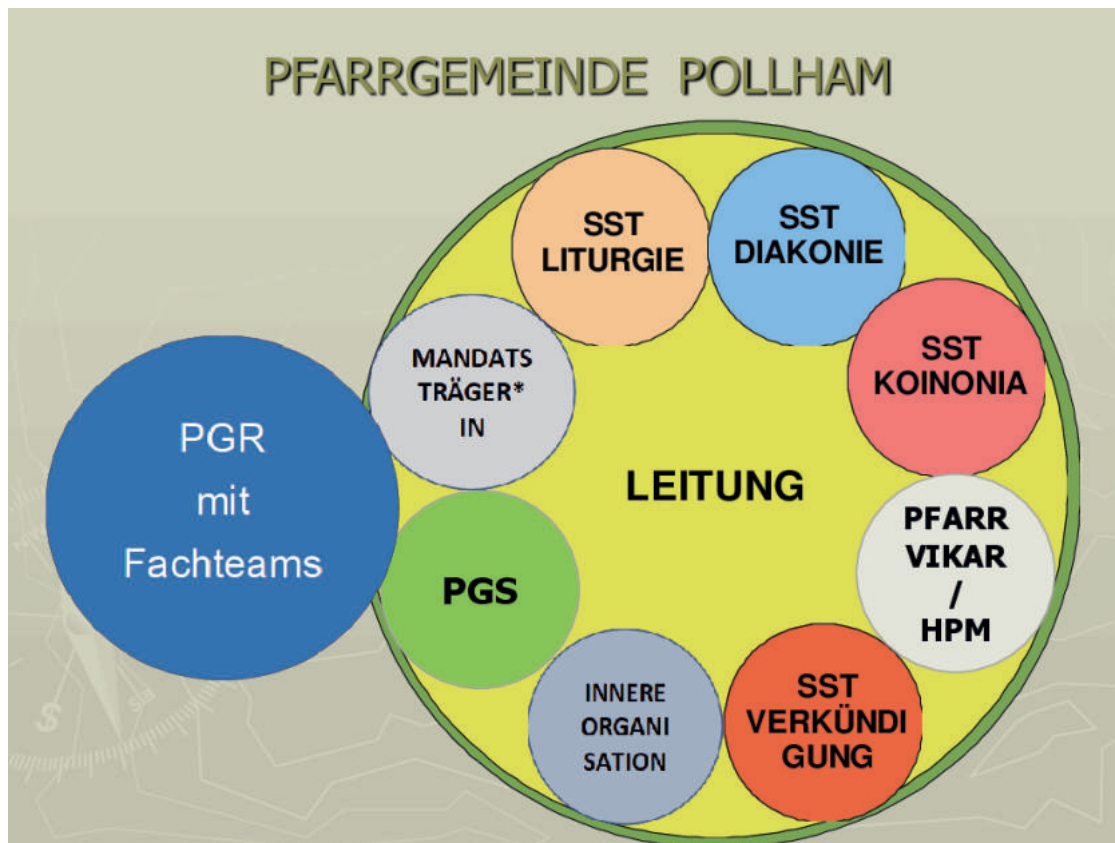 PFARRGEMEINDE POLLHAM
SST
LITURGIE
SST
DIAKONIE
SST
KOINONIA
MANDATS
TRÄGER*
IN
PGR
mit
Fachteams
LEITUNG
PFARR
VIKAR
/
HPM
PGS
INNERE
ORGANI
SATION
SST
VERKÜNDI
GUNG
S